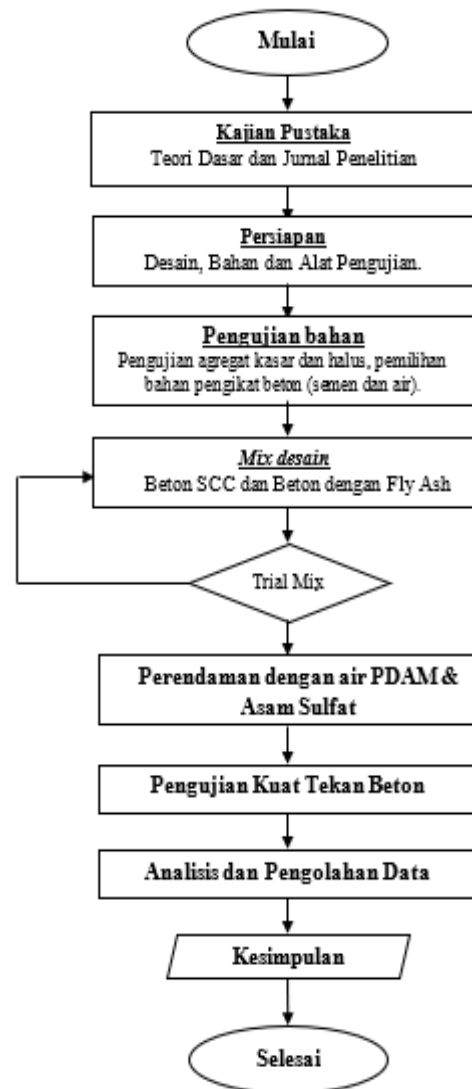 Mulai
Kajian Pustaka
Teori Dasar dan Jurnal Penelitian
Persiapan
Desain, Bahan dan Alat Pengujian.
Pengujian bahan
Pengujian agregat kasar dan halus, pemilihan
bahan pengikat beton (semen dan air).
Mix desain
Beton SCC dan Beton dengan Fly Ash
Trial Mix
Perendaman dengan air PDAM &
Asam Sulfat
Pengujian Kuat Tekan Beton
Analisis dan Pengolahan Data
Kesimpulan
Selesai